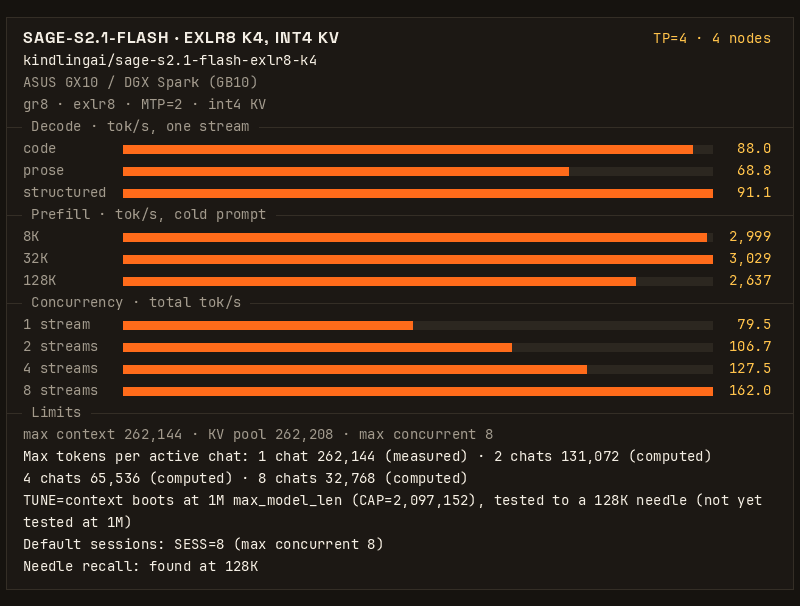 SAGE-S2.1-FLASH · EXLR8 K4, INT4 KV TP=4 · 4 nodes
kindlingai/sage-s2.1-flash-exlr8-k4
ASUS GX10 / DGX Spark (GB10)
gr8 · exlr8 · MTP=2 · int4 KV
Decode · tok/s, one stream
code 88.0
prose 68.8
structured 91.1
Prefill · tok/s, cold prompt
8K 2,999
32K 3,029
128K 2,637
Concurrency · total tok/s
1 stream 79.5
2 streams 106.7
4 streams 127.5
8 streams 162.0
Limits
max context 262,144 · KV pool 262,208 · max concurrent 8
Max tokens per active chat: 1 chat 262,144 (measured) · 2 chats 131,072 (computed)
4 chats 65,536 (computed) · 8 chats 32,768 (computed)
TUNE=context boots at 1M max_model_len (CAP=2,097,152), tested to a 128K needle (not yet
tested at 1M)
Default sessions: SESS=8 (max concurrent 8)
Needle recall: found at 128K